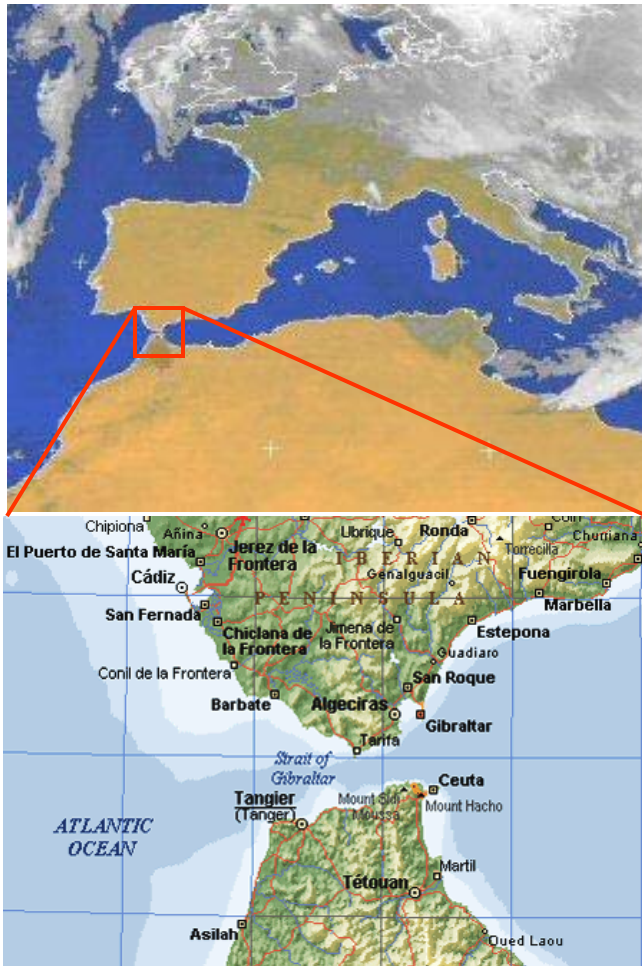 Chipiona
Añina
Jerez de la
Frontera
Ubrique
Ronda
Coín
Churriana
Torrecilla
El Puerto de Santa María
I B E R I A N
Genalguacil
Fuengirola
Cádiz
P E N I N S U L A
Marbella
San Fernada
Chiclana de
la Frontera
Jimena de
la Frontera
Estepona
Guadiaro
Conil de la Frontera
San Roque
Barbate
Algeciras
Gibraltar
Tarifa
Strait of
Gibraltar
Ceuta
Mount Sidi
Moussa
Mount Hacho
Tangier
(Tanger)
ATLANTIC
OCEAN
Martil
Tétouan
Asilah
Oued Laou